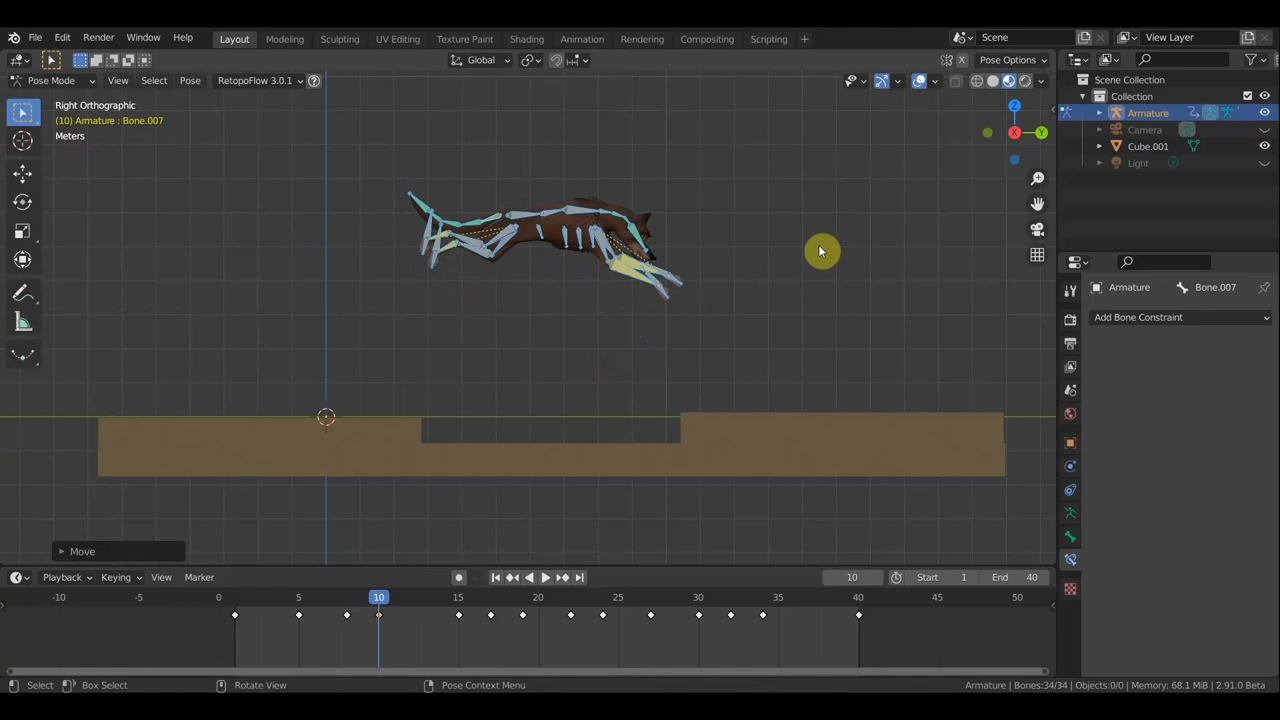 File Edit Render Window Help Layout Modeling Sculpting UV Editing Texture Paint Shading Animation Rendering Compositing Scripting + Scene View Layer
Global Pose Options
Pose Mode View Select Pose RetopoFlow 3.0.1 ?
Scene Collection
Collection
Armature
Camera
Cube.001
Light
Right Orthographic
(10) Armature : Bone.007
Meters
Z
X
Y
Armature Bone.007
Add Bone Constraint
Move
Playback Keying View Marker 10 Start 1 End 40
-10 -5 0 5 10 15 20 25 30 35 40 45 50
Select Box Select Rotate View Pose Context Menu Armature | Bones:34/34 | Objects:0/0 | Memory: 68.1 MiB | 2.91.0 Beta